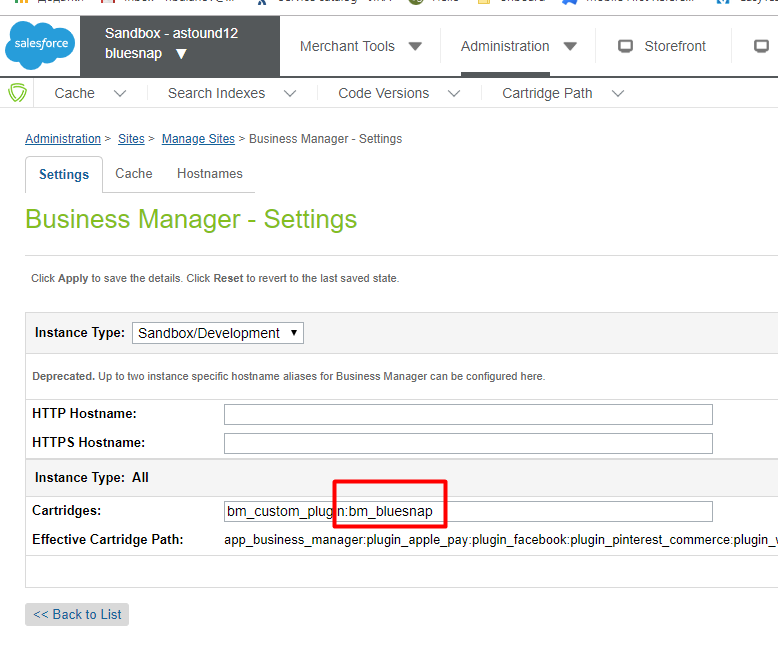 salesforce
Sandbox - astound12
bluesnap ▼
Merchant Tools
Administration
Storefront
Cache
Search Indexes
Code Versions
Cartridge Path
Administration > Sites > Manage Sites > Business Manager - Settings
Settings
Cache
Hostnames
Business Manager - Settings
Click Apply to save the details. Click Reset to revert to the last saved state.
Instance Type: Sandbox/Development
Deprecated. Up to two instance specific hostname aliases for Business Manager can be configured here.
HTTP Hostname:
HTTPS Hostname:
Instance Type: All
Cartridges: bm_custom_plugin:bm_bluesnap
Effective Cartridge Path: app_business_manager:plugin_apple_pay:plugin_facebook:plugin_pinterest_commerce:plugin_
<< Back to List